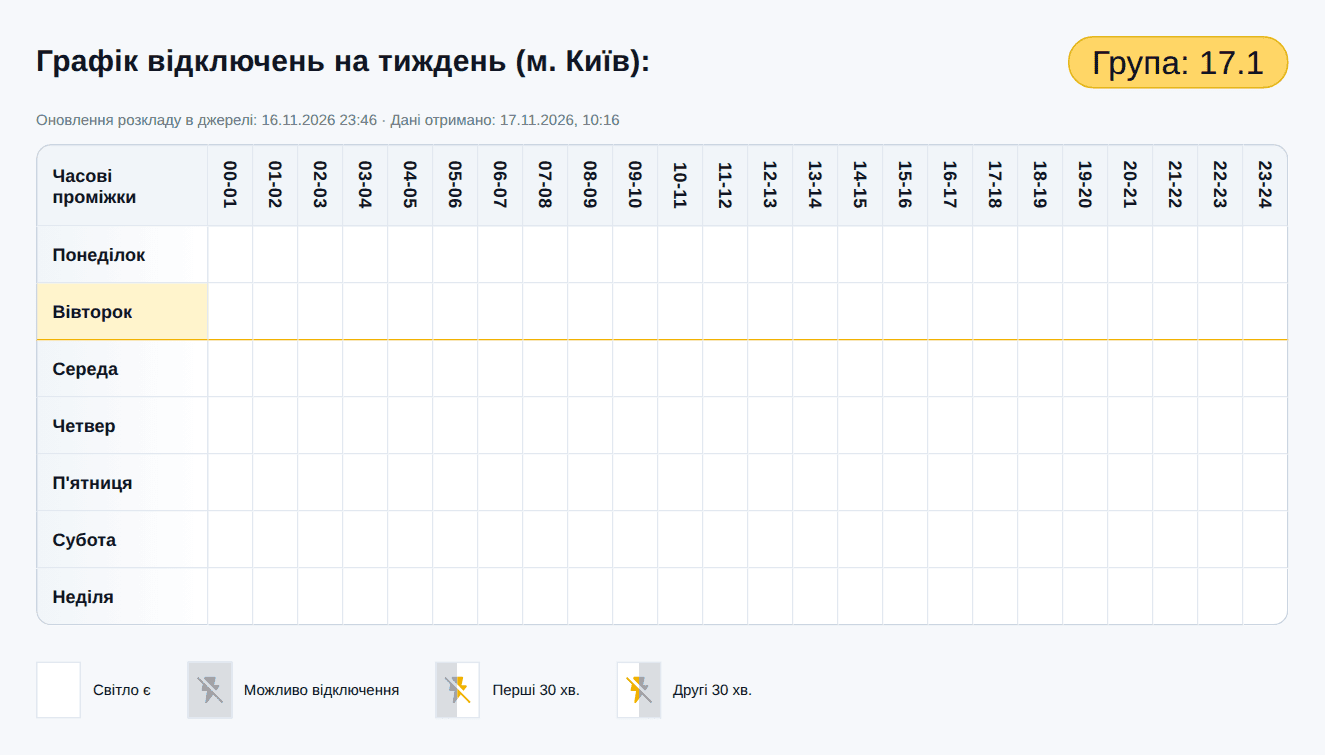 Графік відключень на тиждень (м. Київ):
Група: 17.1
Оновлення розкладу в джерелі: 16.11.2026 23:46 · Дані отримано: 17.11.2026, 10:16
Часові проміжки 00-01 01-02 02-03 03-04 04-05 05-06 06-07 07-08 08-09 09-10 10-11 11-12 12-13 13-14 14-15 15-16 16-17 17-18 18-19 19-20 20-21 21-22 22-23 23-24
Понеділок
Вівторок
Середа
Четвер
П'ятниця
Субота
Неділя
Світло є
Можливо відключення
Перші 30 хв.
Другі 30 хв.